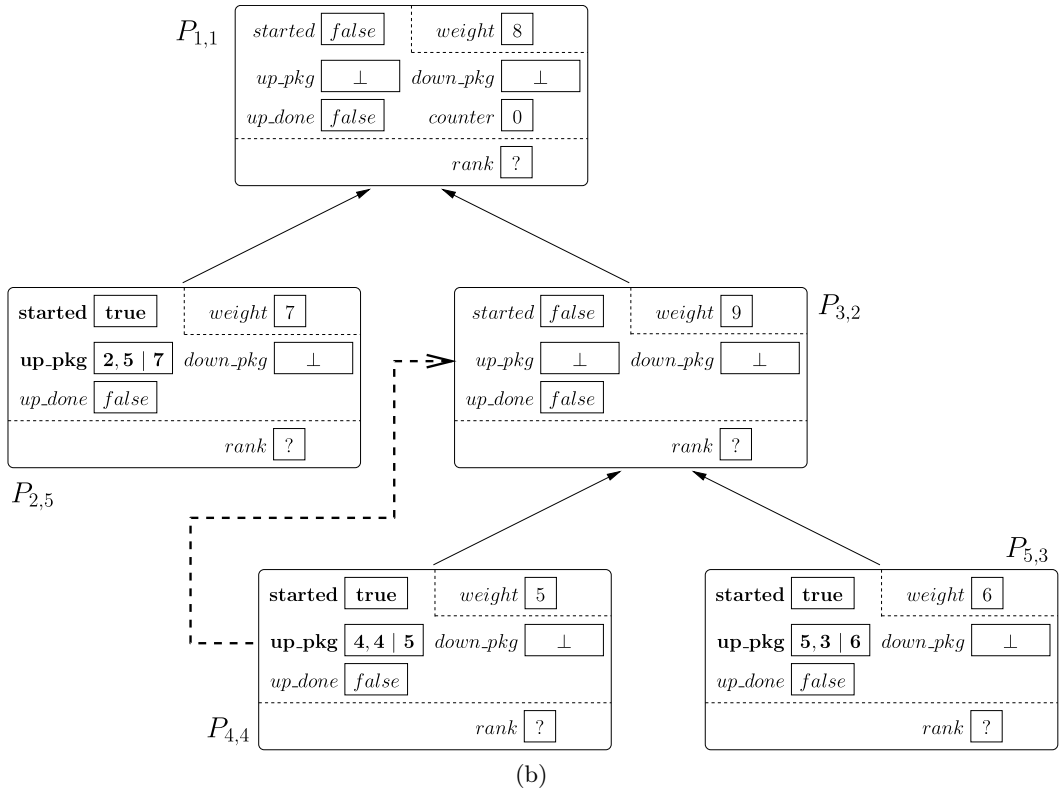 P1,1
started false weight 8
up_pkg ⊥ down_pkg ⊥
up_done false counter 0
rank ?
started true weight 7
up_pkg 2, 5 | 7 down_pkg ⊥
up_done false
rank ?
P2,5
started false weight 9
up_pkg ⊥ down_pkg ⊥
up_done false
rank ?
P3,2
started true weight 5
up_pkg 4, 4 | 5 down_pkg ⊥
up_done false
rank ?
P4,4
P5,3
started true weight 6
up_pkg 5, 3 | 6 down_pkg ⊥
up_done false
rank ?
(b)